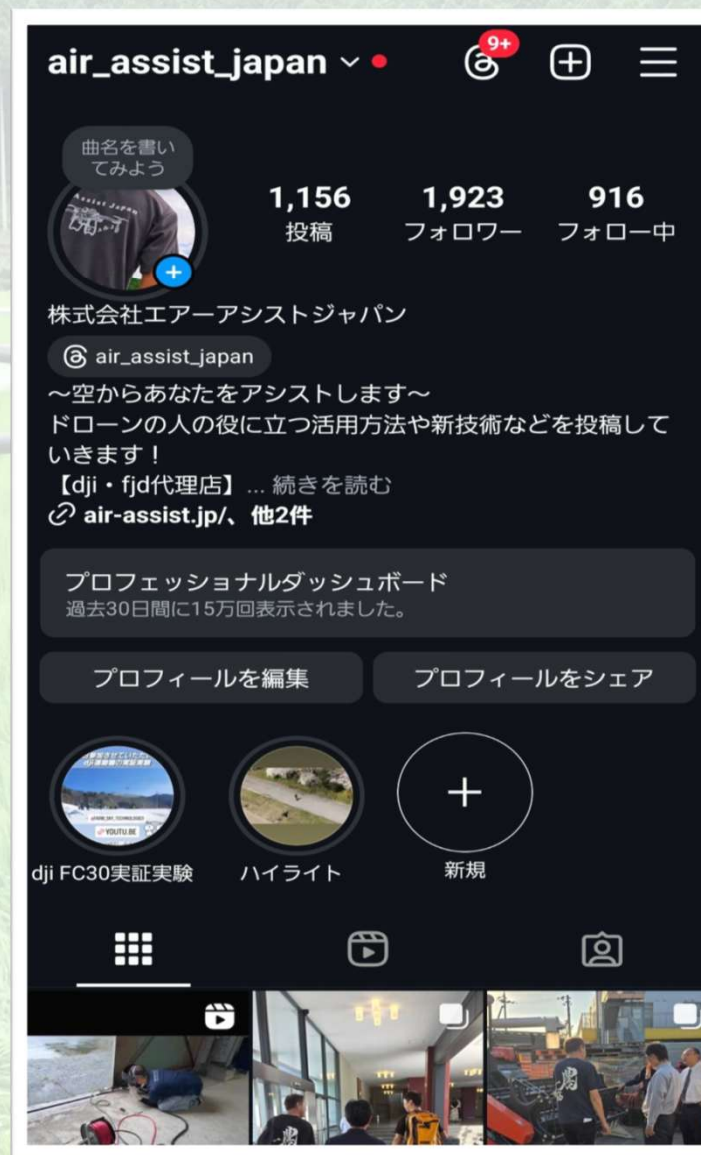 air_assist_japan
9+
曲名を書い
てみよう
Assist Japan
1,156
投稿
1,923
フォロワー
916
フォロー中
株式会社エアーアシストジャパン
air_assist_japan
～空からあなたをアシストします～
ドローンの人の役に立つ活用方法や新技術などを投稿して
いきます！
【dji・fjd代理店】... 続きを読む
air-assist.jp/、他2件
プロフェッショナルダッシュボード
過去30日間に15万回表示されました。
プロフィールを編集
プロフィールをシェア
YOUTU.BE
dji FC30実証実験
ハイライト
新規